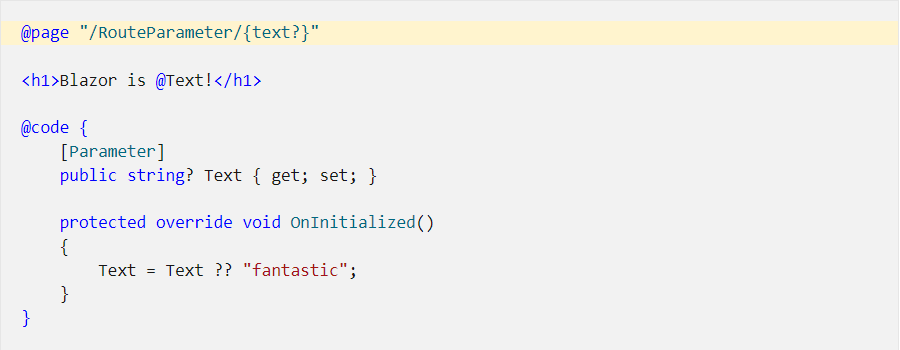 @page "/RouteParameter/{text?}"
<h1>Blazor is @Text!</h1>
@code {
    [Parameter]
    public string? Text { get; set; }
    protected override void OnInitialized()
    {
        Text = Text ?? "fantastic";
    }
}